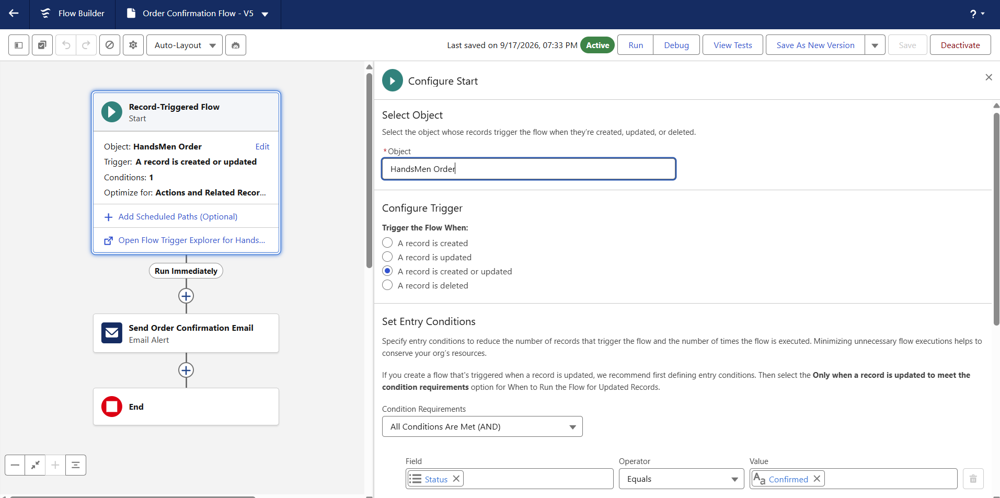 Flow Builder
Order Confirmation Flow - V5
?
Auto-Layout
Last saved on 9/17/2026, 07:33 PM
Active
Run
Debug
View Tests
Save As New Version
Save
Deactivate
Record-Triggered Flow
Start
Object: HandsMen Order
Edit
Trigger: A record is created or updated
Conditions: 1
Optimize for: Actions and Related Recor...
Add Scheduled Paths (Optional)
Open Flow Trigger Explorer for Hands...
Run Immediately
Send Order Confirmation Email
Email Alert
End
Configure Start
Select Object
Select the object whose records trigger the flow when they're created, updated, or deleted.
* Object
HandsMen Order
Configure Trigger
Trigger the Flow When:
A record is created
A record is updated
A record is created or updated
A record is deleted
Set Entry Conditions
Specify entry conditions to reduce the number of records that trigger the flow and the number of times the flow is executed. Minimizing unnecessary flow executions helps to
conserve your org's resources.
If you create a flow that's triggered when a record is updated, we recommend first defining entry conditions. Then select the Only when a record is updated to meet the
condition requirements option for When to Run the Flow for Updated Records.
Condition Requirements
All Conditions Are Met (AND)
Field
Operator
Value
Status
Equals
Aa Confirmed